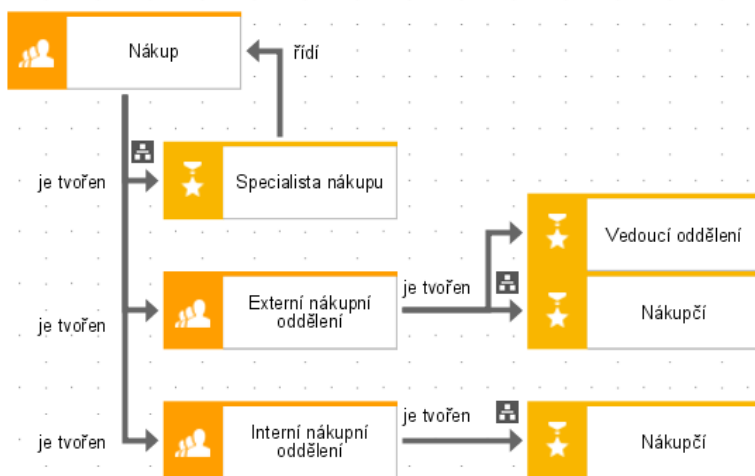 Nákup
řídí
je tvořen
Specialista nákupu
Vedoucí oddělení
je tvořen
Externí nákupní
oddělení
je tvořen
Nákupčí
je tvořen
Interní nákupní
oddělení
je tvořen
Nákupčí